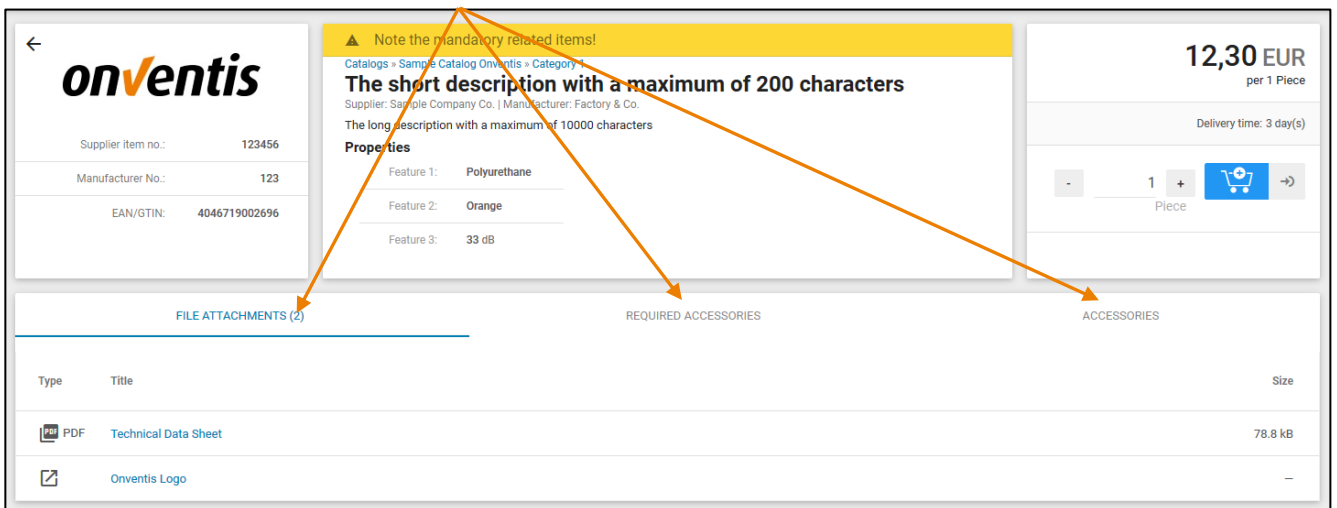 onventis
Supplier item no.: 123456
Manufacturer No.: 123
EAN/GTIN: 4046719002696
Note the mandatory related items!
Catalogs » Sample Catalog Onventis » Category 1
The short description with a maximum of 200 characters
Supplier: Sample Company Co. | Manufacturer: Factory & Co.
The long description with a maximum of 10000 characters
Properties
Feature 1: Polyurethane
Feature 2: Orange
Feature 3: 33 dB
12,30 EUR
per 1 Piece
Delivery time: 3 day(s)
- 1 +
Piece
FILE ATTACHMENTS (2) REQUIRED ACCESSORIES ACCESSORIES
Type Title Size
PDF PDF Technical Data Sheet 78.8 kB
Onventis Logo –